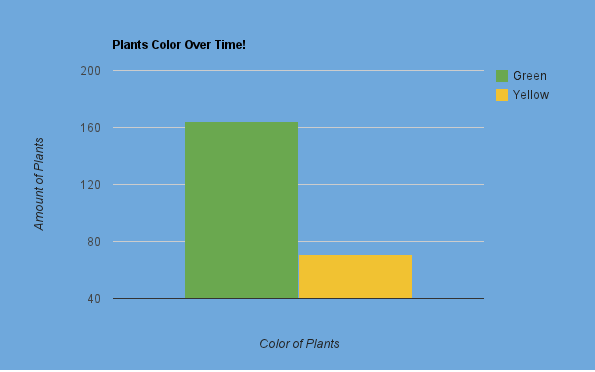 Plants Color Over Time!
200
160
120
80
40
Amount of Plants
Color of Plants
Green
Yellow